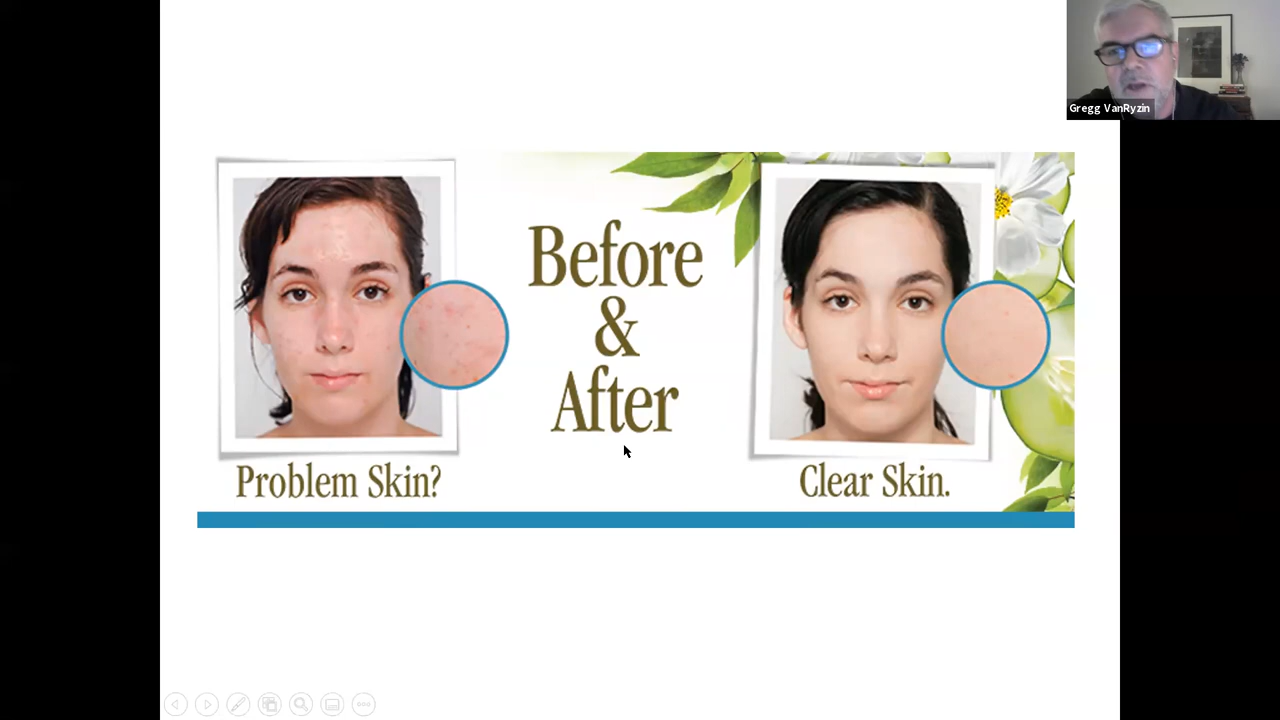 Gregg VanRyzin
Before
&
After
Problem Skin?
Clear Skin.